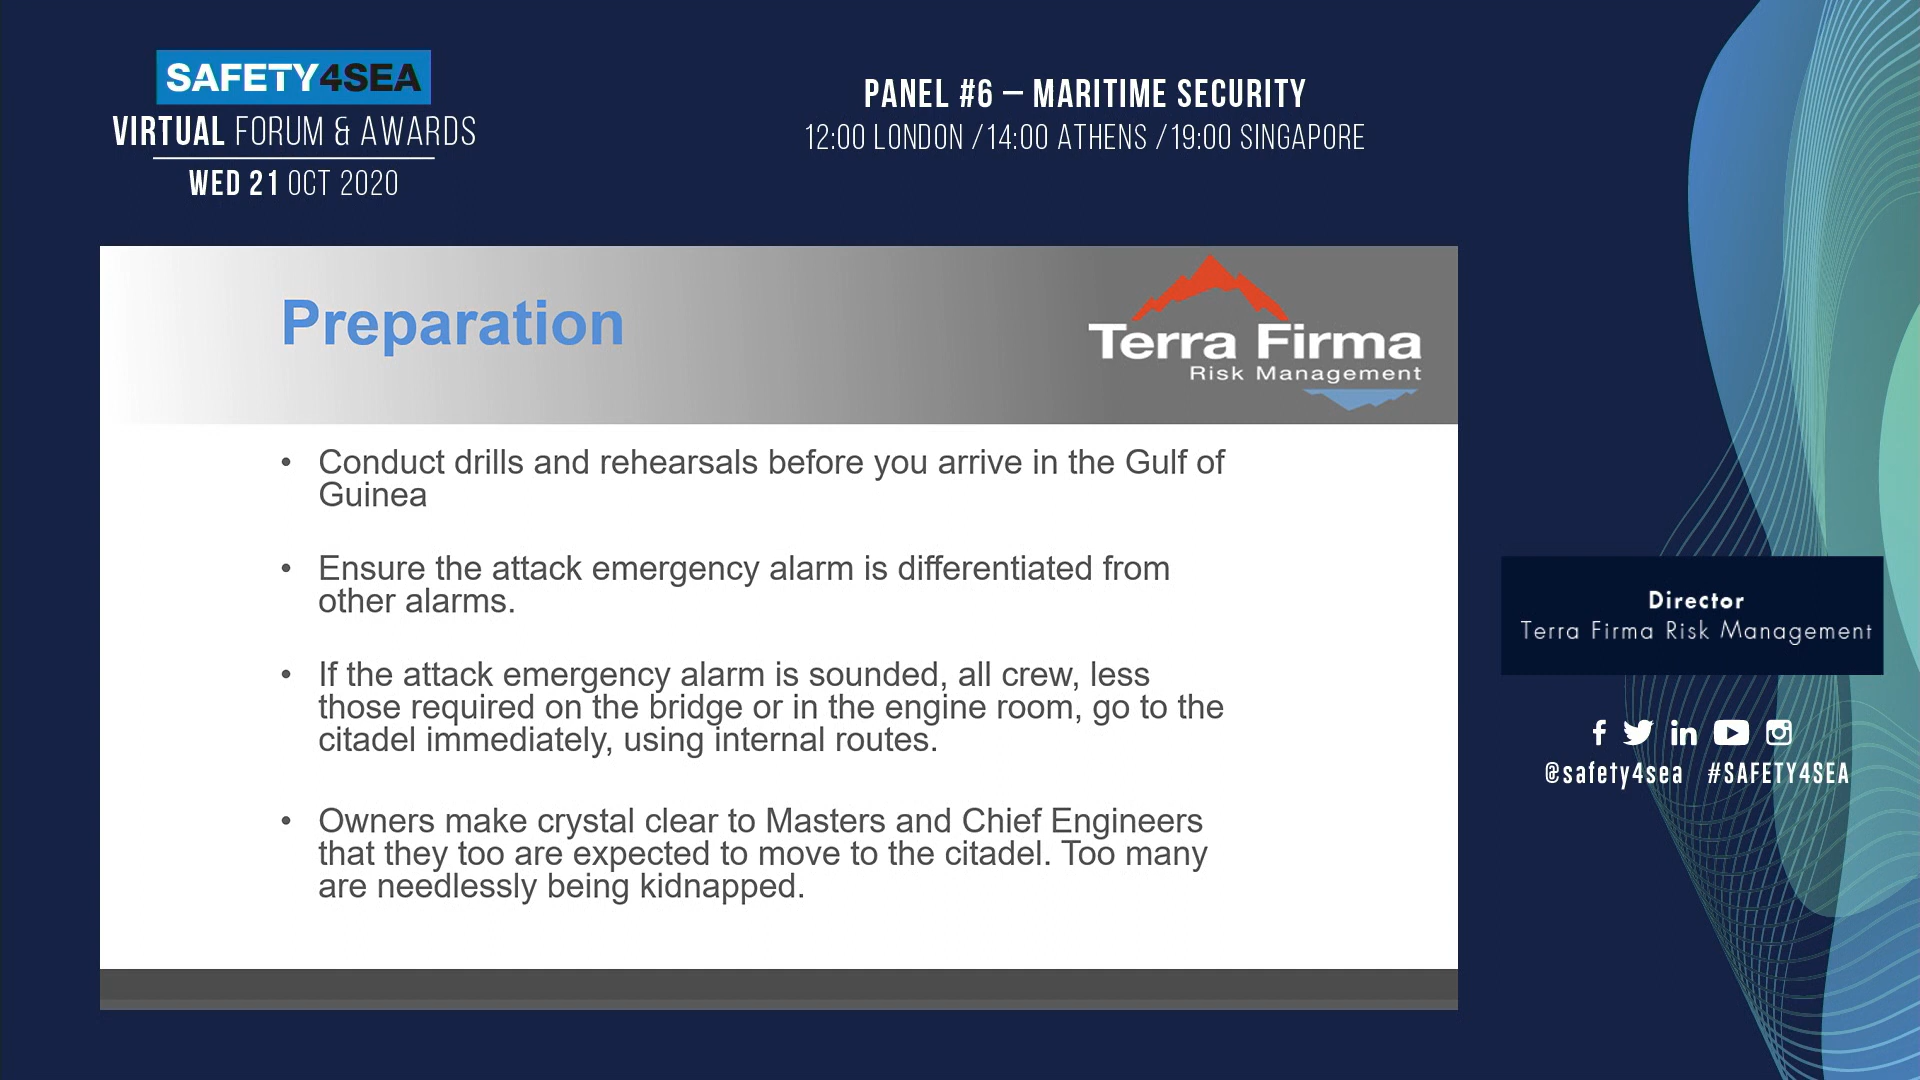 SAFETY4SEA
VIRTUAL FORUM & AWARDS
WED 21 OCT 2020
PANEL #6 – MARITIME SECURITY
12:00 LONDON /14:00 ATHENS /19:00 SINGAPORE
Preparation
Terra Firma
Risk Management
• Conduct drills and rehearsals before you arrive in the Gulf of
Guinea
• Ensure the attack emergency alarm is differentiated from
other alarms.
• If the attack emergency alarm is sounded, all crew, less
those required on the bridge or in the engine room, go to the
citadel immediately, using internal routes.
• Owners make crystal clear to Masters and Chief Engineers
that they too are expected to move to the citadel. Too many
are needlessly being kidnapped.
Director
Terra Firma Risk Management
@safety4sea #SAFETY4SEA